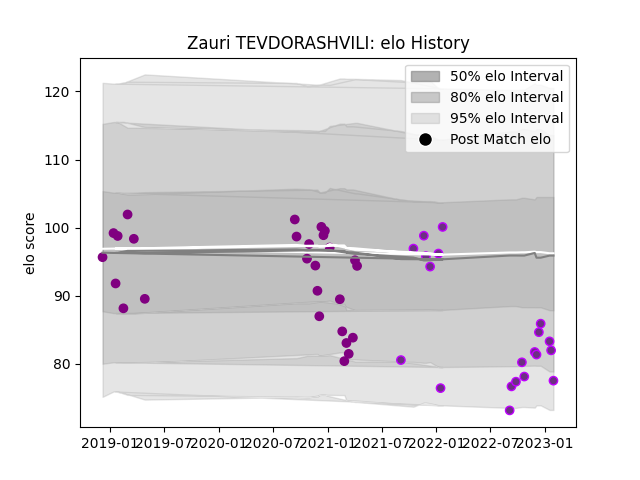 Zauri TEVDORASHVILI: elo History
50% elo Interval
80% elo Interval
95% elo Interval
Post Match elo
elo score
120
110
100
90
80
2019-01 2019-07 2020-01 2020-07 2021-01 2021-07 2022-01 2022-07 2023-01